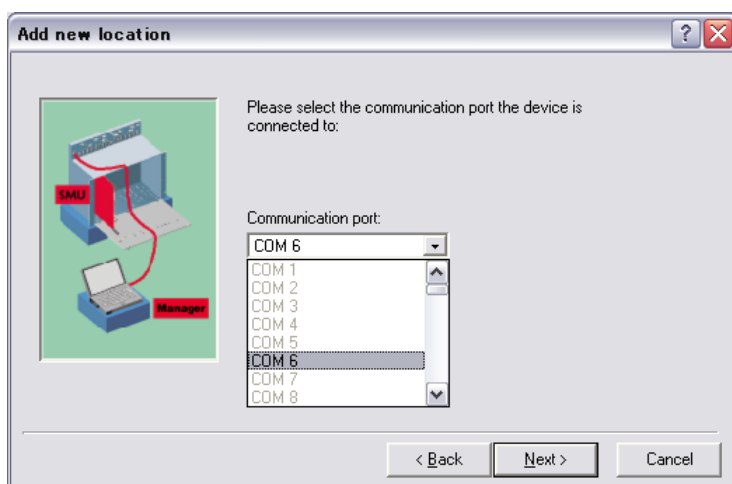 Add new location
Please select the communication port the device is
connected to:
SMU
Manager
Communication port:
COM 6
COM 1
COM 2
COM 3
COM 4
COM 5
COM 6
COM 7
COM 8
< Back
Next >
Cancel